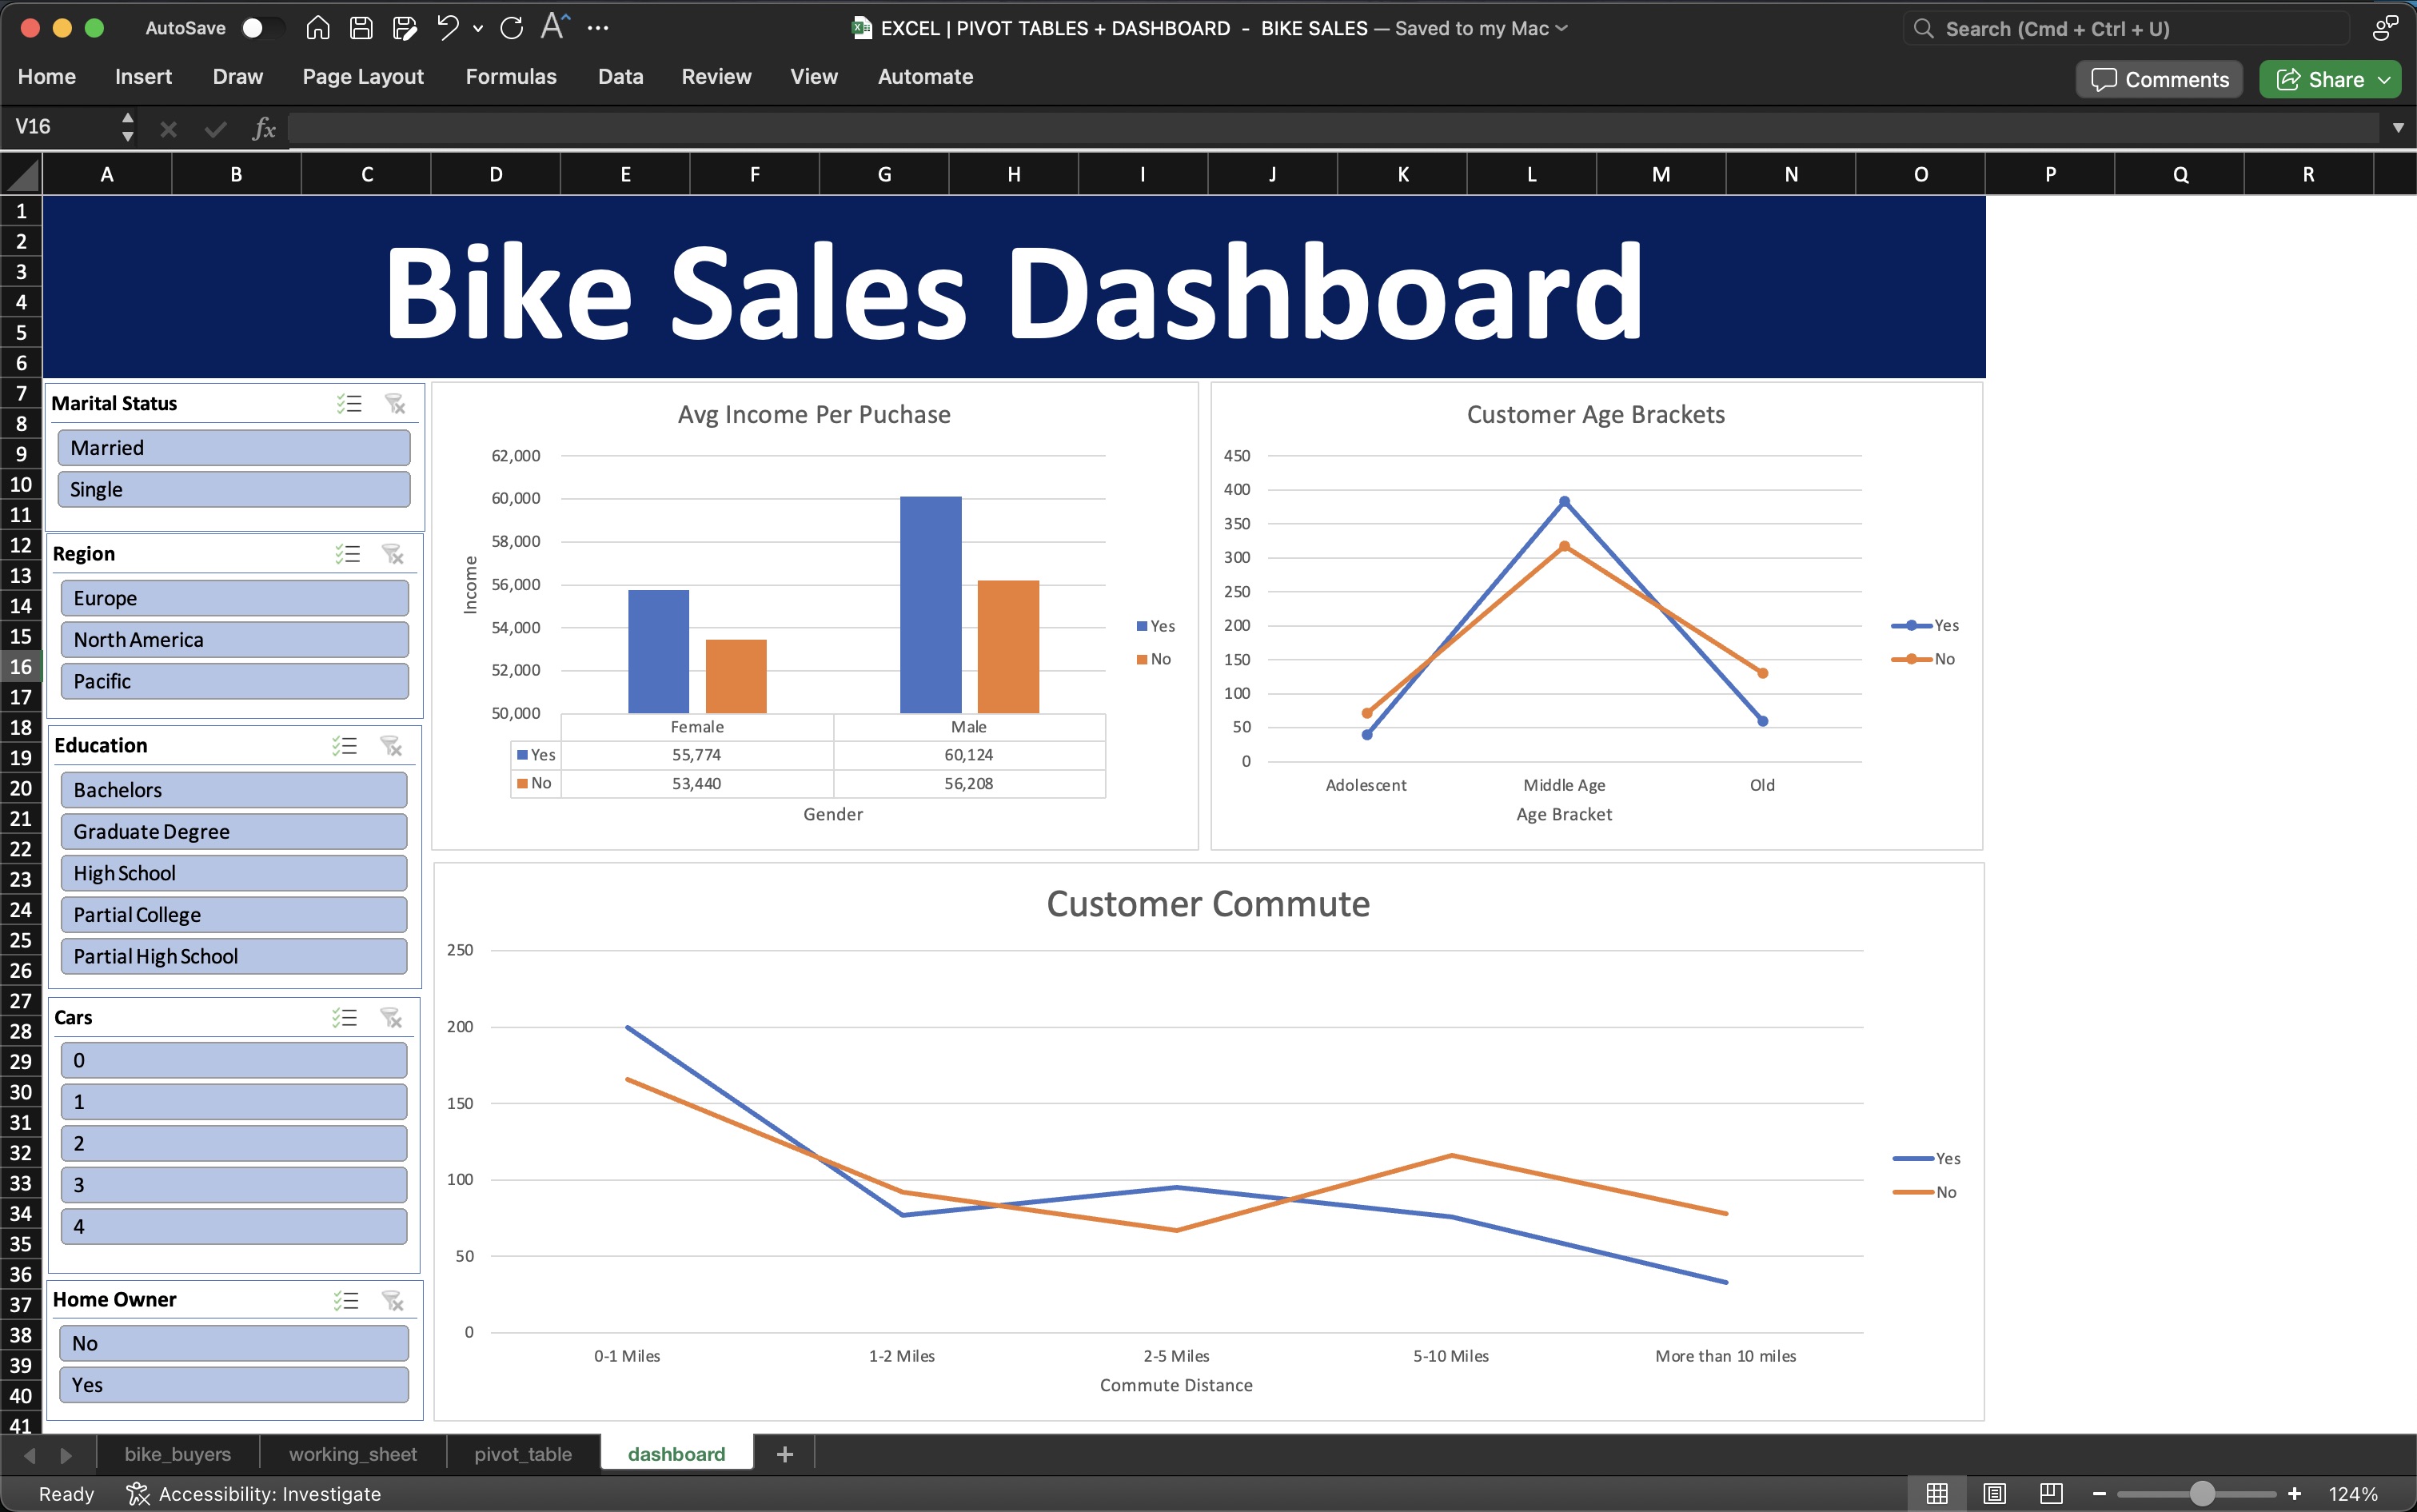 AutoSave
EXCEL | PIVOT TABLES + DASHBOARD - BIKE SALES — Saved to my Mac
Search (Cmd + Ctrl + U)
Home Insert Draw Page Layout Formulas Data Review View Automate
Comments Share
V16 fx
A B C D E F G H I J K L M N O P Q R
1
2
3
4
5
6
7
8
9
10
11
12
13
14
15
16
17
18
19
20
21
22
23
24
25
26
27
28
29
30
31
32
33
34
35
36
37
38
39
40
41
Bike Sales Dashboard
Marital Status
Married
Single
Region
Europe
North America
Pacific
Education
Bachelors
Graduate Degree
High School
Partial College
Partial High School
Cars
0
1
2
3
4
Home Owner
No
Yes
Avg Income Per Puchase
Income
62,000
60,000
58,000
56,000
54,000
52,000
50,000
Female Male
Yes 55,774 60,124
No 53,440 56,208
Gender
Yes
No
Customer Age Brackets
450
400
350
300
250
200
150
100
50
0
Adolescent Middle Age Old
Age Bracket
Yes
No
Customer Commute
250
200
150
100
50
0
0-1 Miles 1-2 Miles 2-5 Miles 5-10 Miles More than 10 miles
Commute Distance
Yes
No
bike_buyers working_sheet pivot_table dashboard +
Ready Accessibility: Investigate
124%